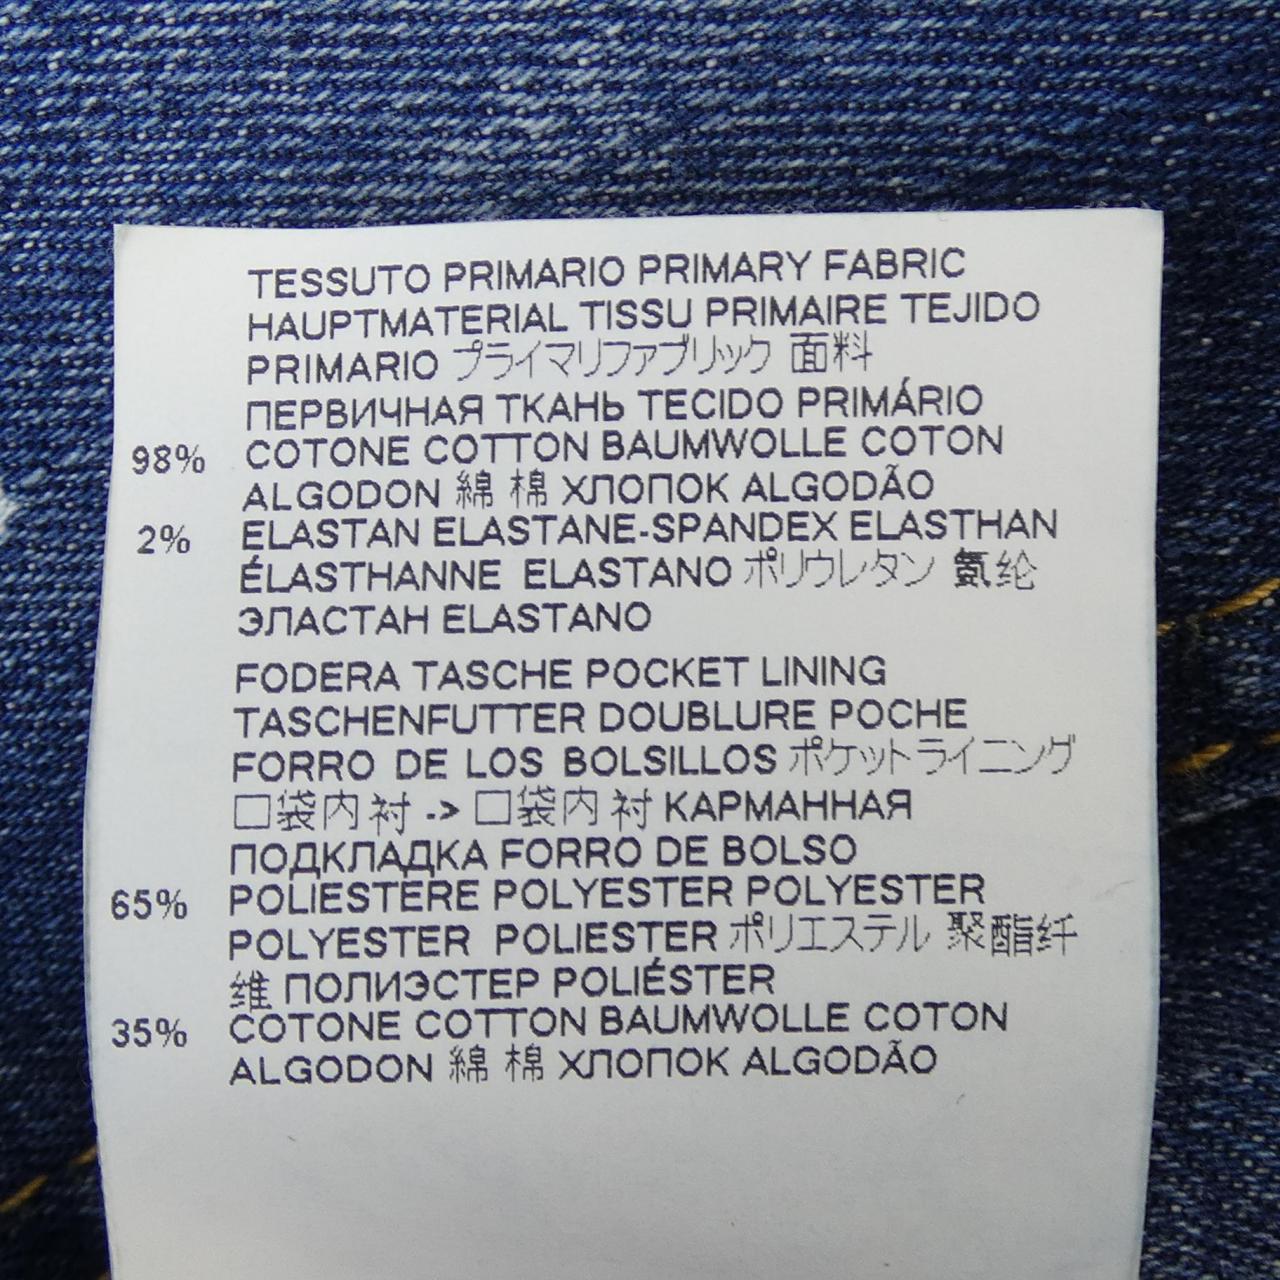 TESSUTO PRIMARIO PRIMARY FABRIC
HAUPTMATERIAL TISSU PRIMAIRE TEJIDO
PRIMARIO プライマリファブリック 面料
ПЕРВИЧНАЯ ТКАНЬ TECIDO PRIMÁRIO
98% COTONE COTTON BAUMWOLLE COTON
ALGODON 綿 棉 ХЛОПОК ALGODÃO
2% ELASTAN ELASTANE-SPANDEX ELASTHAN
ÉLASTHANNE ELASTANO ポリウレタン 氨纶
ЭЛАСТАН ELASTANO
FODERA TASCHE POCKET LINING
TASCHENFUTTER DOUBLURE POCHE
FORRO DE LOS BOLSILLOS ポケットライニング
口袋内衬 -> 口袋内衬 КАРМАННАЯ
ПОДКЛАДКА FORRO DE BOLSO
65% POLIESTERE POLYESTER POLYESTER
POLYESTER POLIESTER ポリエステル 聚酯纤
维 ПОЛИЭСТЕР POLIÉSTER
35% COTONE COTTON BAUMWOLLE COTON
ALGODON 綿 棉 ХЛОПОК ALGODÃO